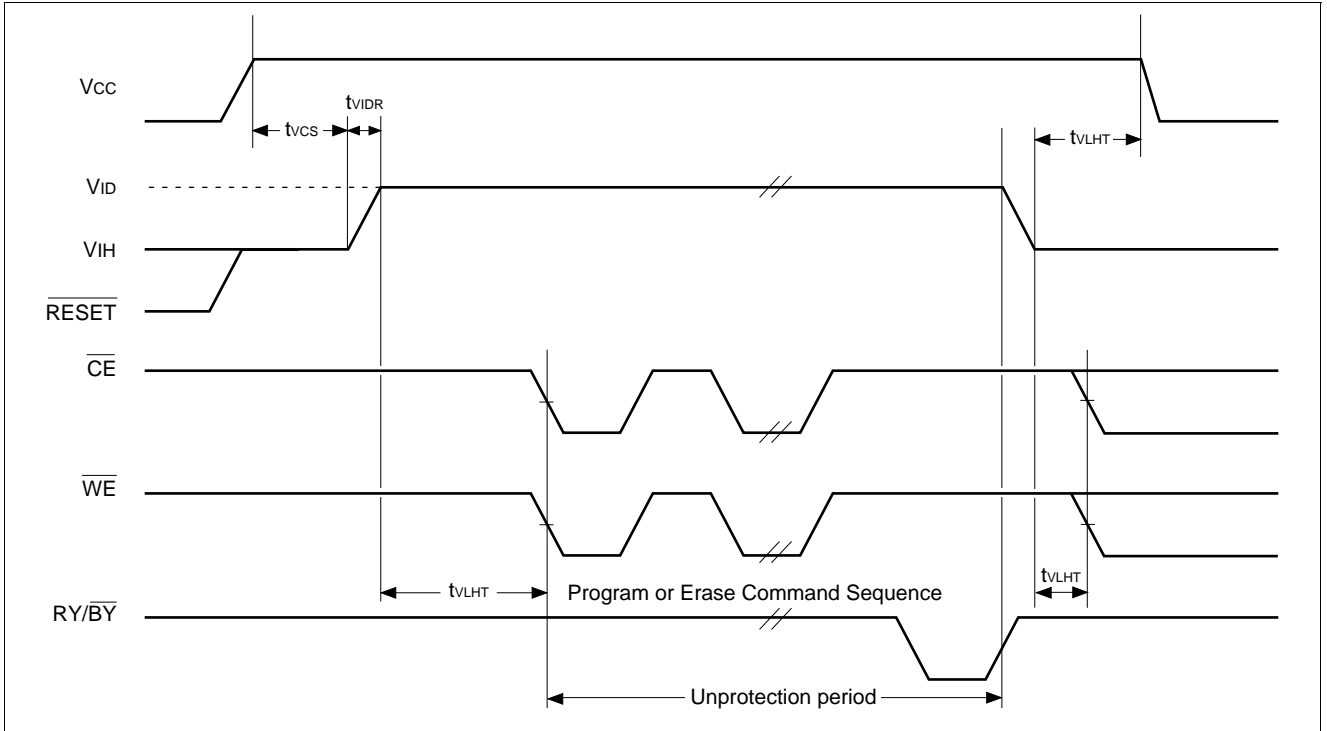 VCC
tVIDR
tVCS
tVLHT
VID
VIH
RESET
CE
WE
tVLHT
Program or Erase Command Sequence
tVLHT
RY/BY
Unprotection period